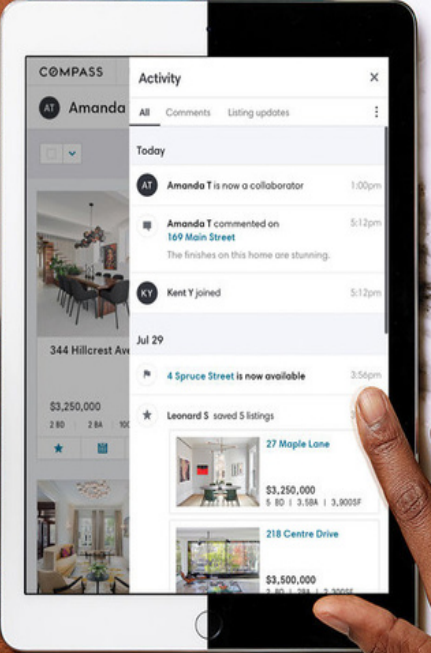 COMPASS
AT Amanda
344 Hillcrest Ave
$3,250,000
2 BD 2 BA
Activity
All Comments Listing updates
Today
AT Amanda T is now a collaborator 1:00pm
Amanda T commented on 5:12pm
169 Main Street
The finishes on this home are stunning.
KY Kent Y joined 5:12pm
Jul 29
4 Spruce Street is now available 3:56pm
Leonard S saved 5 listings
27 Maple Lane
$3,250,000
5 BD | 3.5BA | 3,900SF
218 Centre Drive
$3,500,000